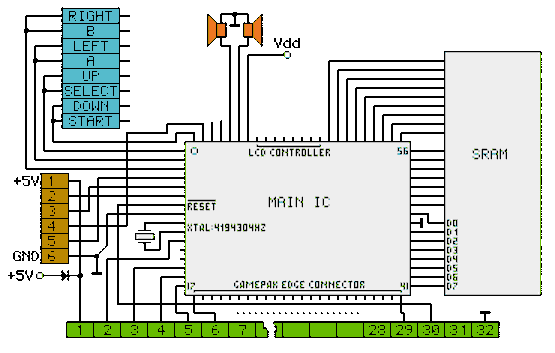 RIGHT
B
LEFT
A
UP
SELECT
DOWN
START
Vdd
LCD CONTROLLER
56
SRAM
+5V
1
2
3
4
5
6
GND
+5V
RESET
MAIN IC
XTAL:4194304HZ
D0
D1
D2
D3
D4
D5
D6
D7
17
GAMEPAK EDGE CONNECTOR
41
1 2 3 4 5 6 7 28 29 30 31 32